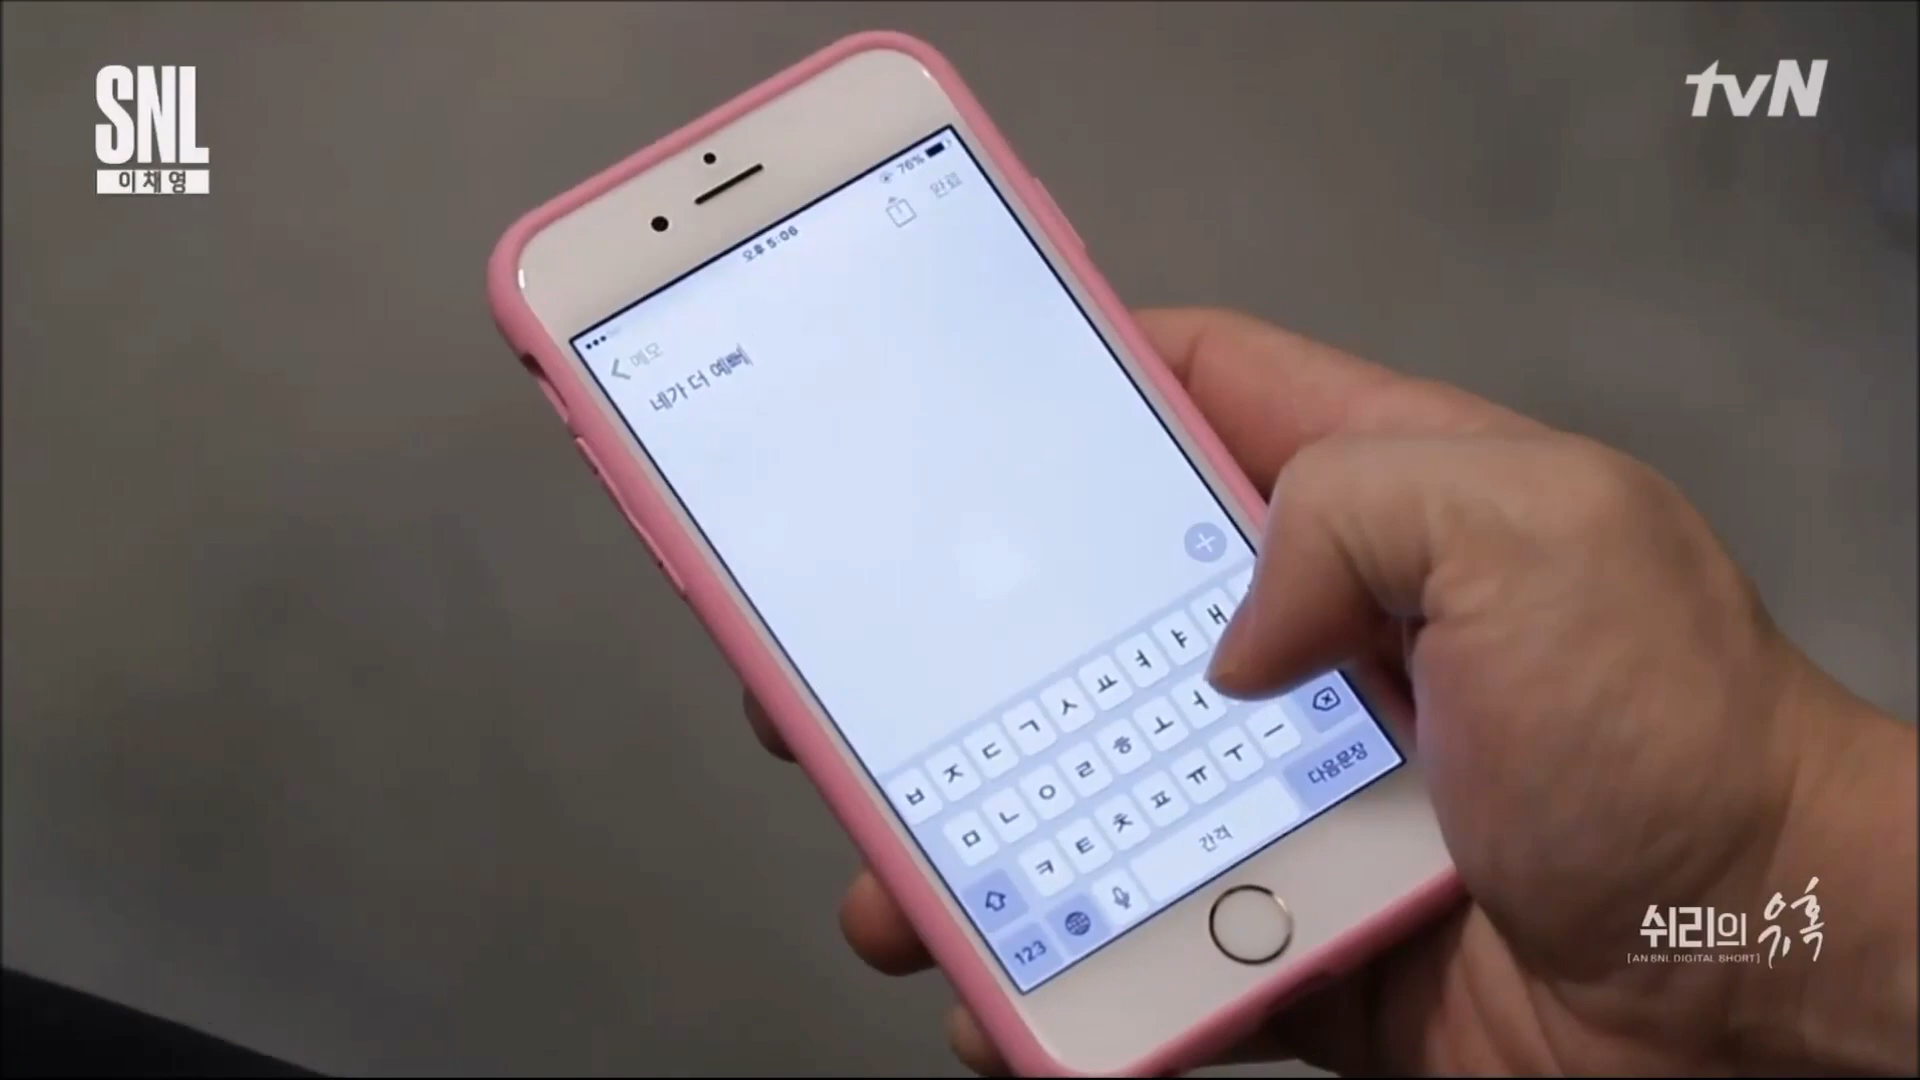 SNL
이채영
tvN
76%
오후 5:06
완료
메모
네가 더 예뻐
ㅂ ㅈ ㄷ ㄱ ㅅ ㅛ ㅕ ㅑ ㅐ
ㅁ ㄴ ㅇ ㄹ ㅎ ㅗ ㅓ
ㅋ ㅌ ㅊ ㅍ ㅠ ㅜ ㅡ
123 간격 다음문장
쉬리의 유혹
[AN SNL DIGITAL SHORT]